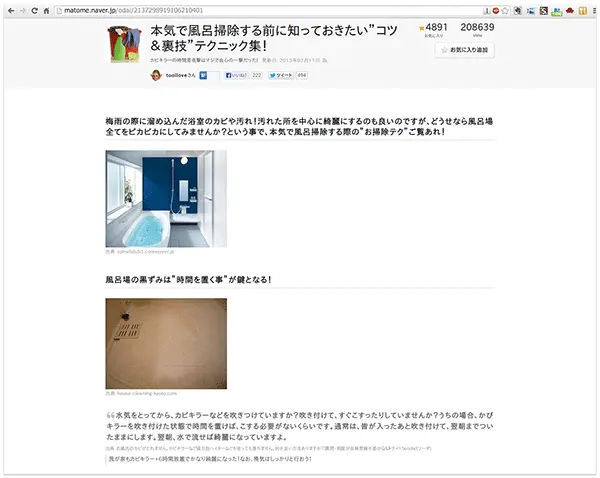 matome.naver.jp/odai/2137298919106210401
本気で風呂掃除する前に知っておきたい”コツ
＆裏技”テクニック集！
★4891
お気に入り
208639
view
☆お気に入り追加
カビキラーの時間差攻撃はマジで会心の一撃だった！ 更新日: 2013年07月11日
toolloveさん
B!
いいね! 222
ツイート 494
梅雨の際に溜め込んだ浴室のカビや汚れ！汚れた所を中心に綺麗にするのも良いのですが、どうせなら風呂場
全てをピカピカにしてみませんか？という事で、本気で風呂掃除する際の”お掃除テク”ご覧あれ！
出典
風呂場の黒ずみは”時間を置く事”が鍵となる！
出典 house-cleaning-kyoto.com
水気をとってから、カビキラーなどを吹きつけていますか？吹き付けて、すぐこすったりしていませんか？うちの場合、かび
キラーを吹き付けた状態で時間を置けば、こする必要がないくらいです。通常は、皆が入ったあと吹き付けて、翌朝までつい
たままにします。翌朝、水で流せば綺麗になっていますよ。
出典 お風呂のカビがとれません。
我が家もカビキラー+6時間放置でかなり綺麗になった！なお、換気はしっかりと行おう！